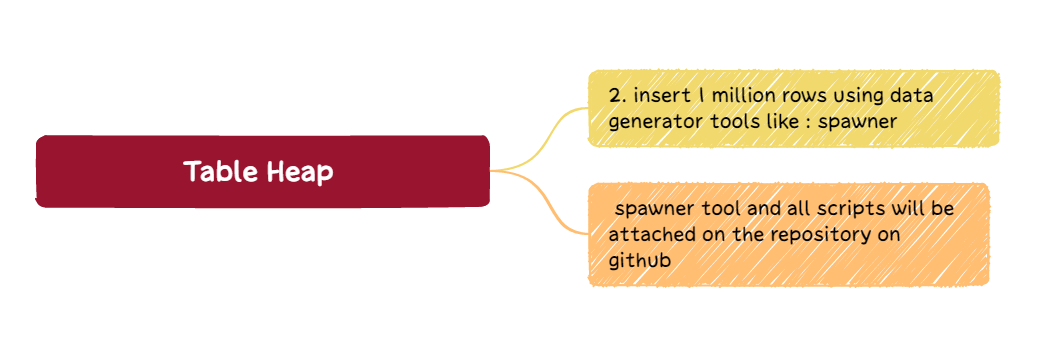 Table Heap
2. insert 1 million rows using data
generator tools like : spawner
spawner tool and all scripts will be
attached on the repository on
github